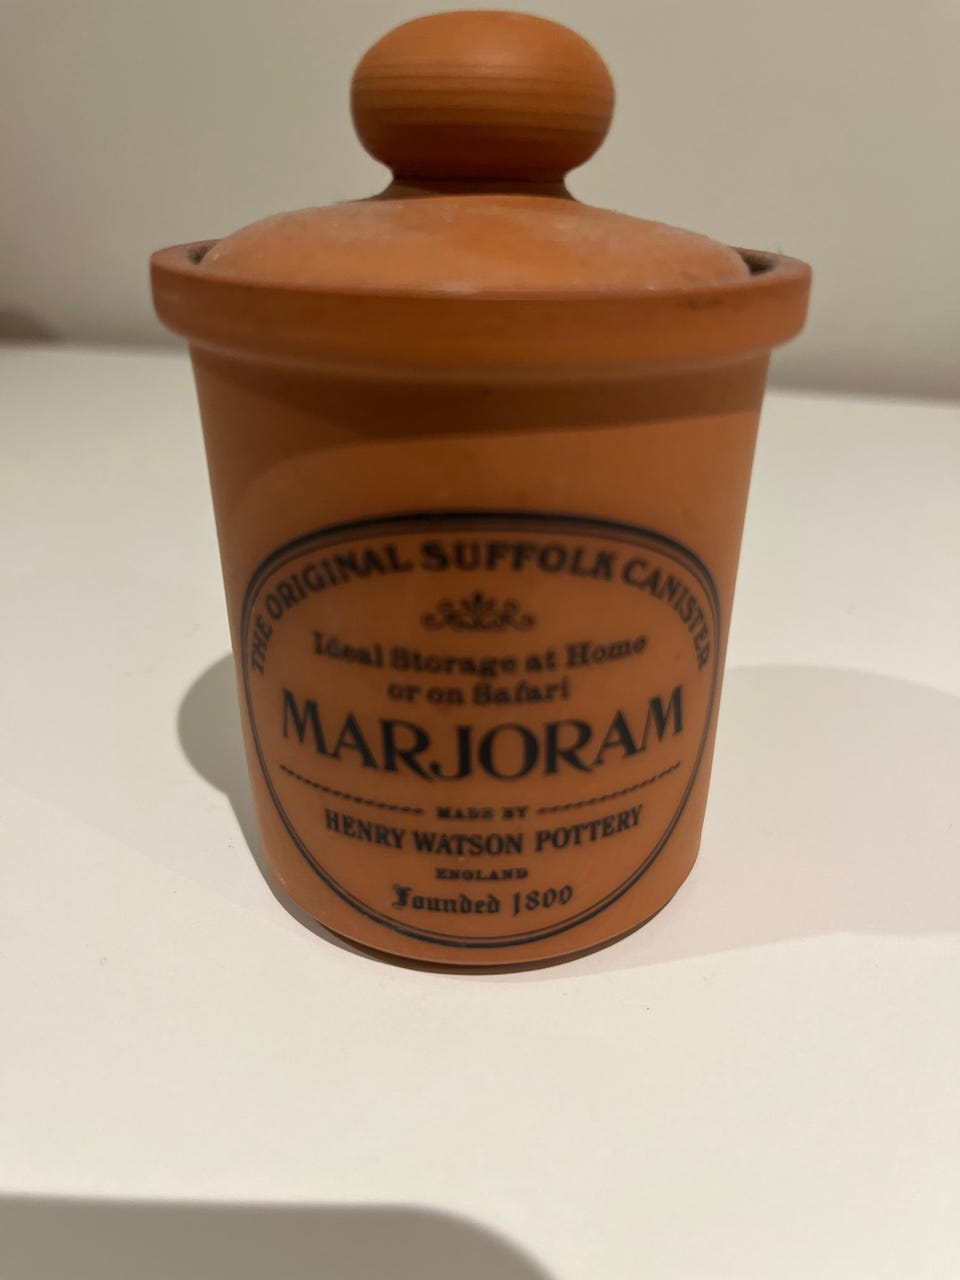 THE ORIGINAL SUFFOLK CANISTER
Ideal Storage at Home
or on Safari
MARJORAM
MADE BY
HENRY WATSON POTTERY
ENGLAND
Founded 1800